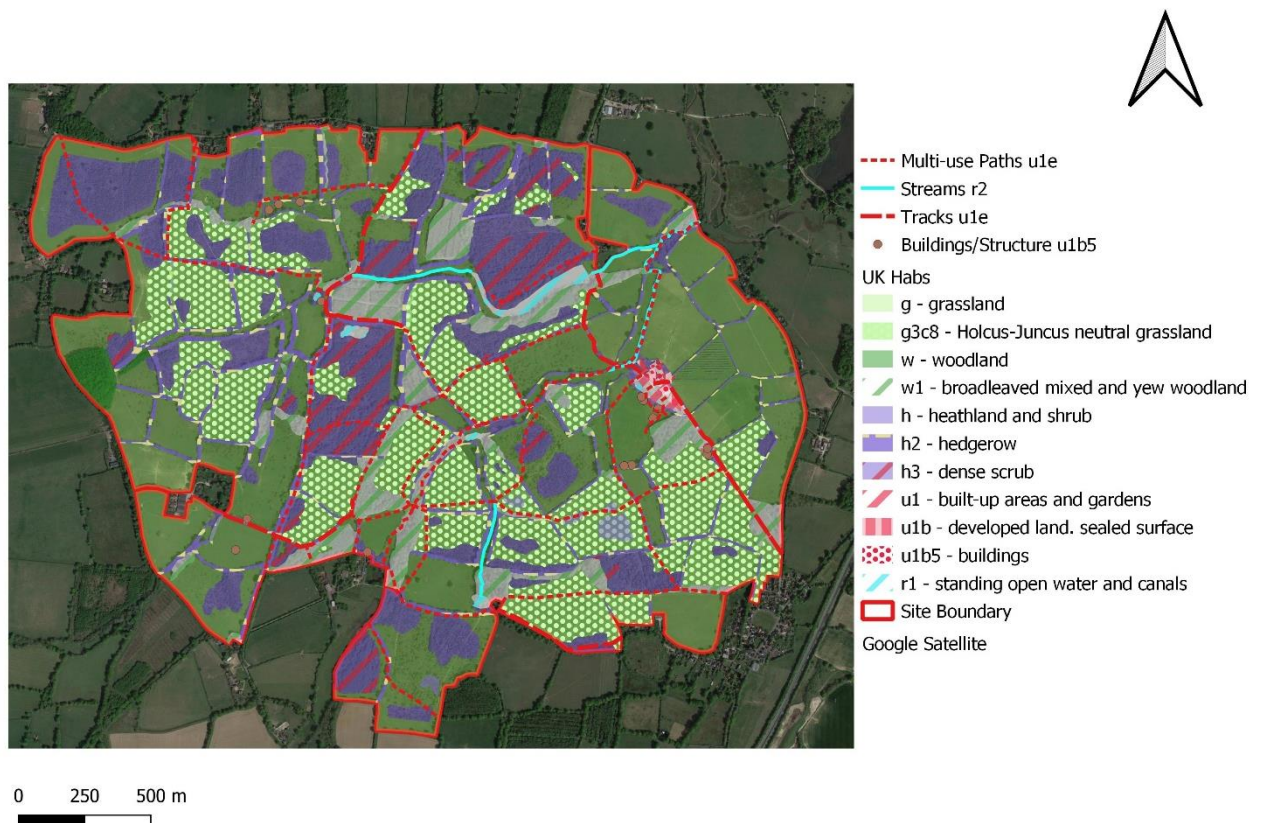 Multi-use Paths u1e
Streams r2
Tracks u1e
Buildings/Structure u1b5
UK Habs
g - grassland
g3c8 - Holcus-Juncus neutral grassland
w - woodland
w1 - broadleaved mixed and yew woodland
h - heathland and shrub
h2 - hedgerow
h3 - dense scrub
u1 - built-up areas and gardens
u1b - developed land. sealed surface
u1b5 - buildings
r1 - standing open water and canals
Site Boundary
Google Satellite
0 250 500 m